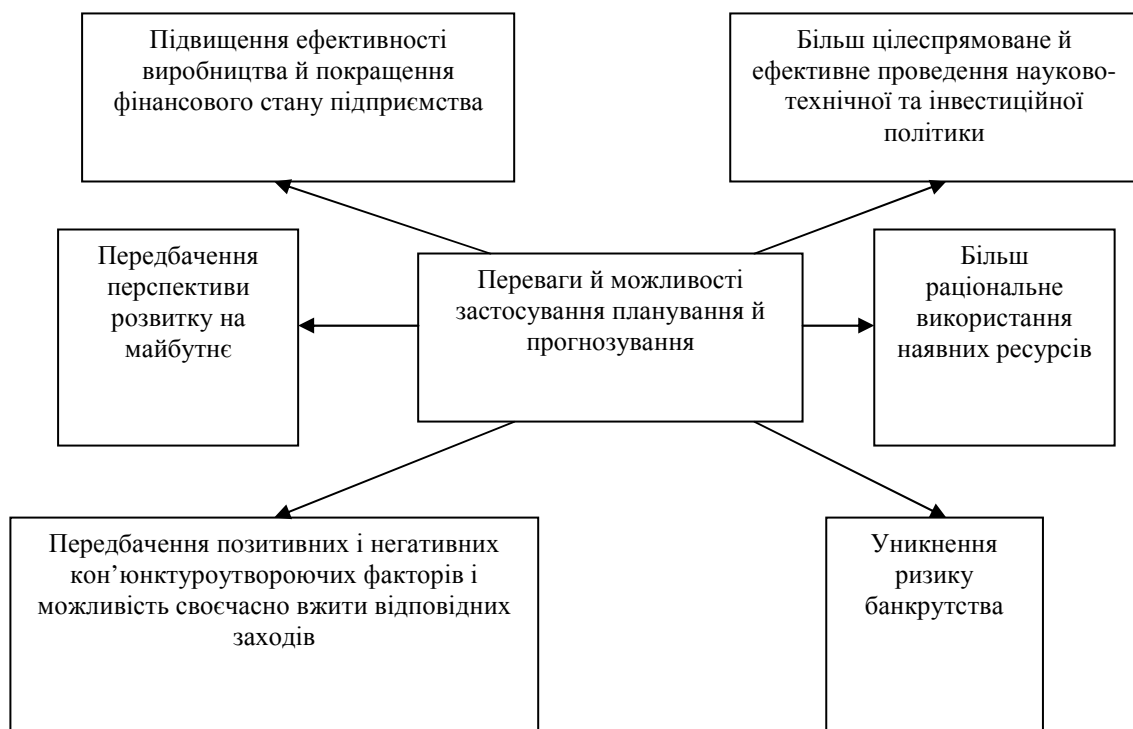 Підвищення ефективності
виробництва й покращення
фінансового стану підприємства
Більш цілеспрямоване й
ефективне проведення науково-
технічної та інвестиційної
політики
Передбачення
перспективи
розвитку на
майбутнє
Переваги й можливості
застосування планування й
прогнозування
Більш
раціональне
використання
наявних ресурсів
Передбачення позитивних і негативних
кон’юнктуроутвороючих факторів і
можливість своєчасно вжити відповідних
заходів
Уникнення
ризику
банкрутства